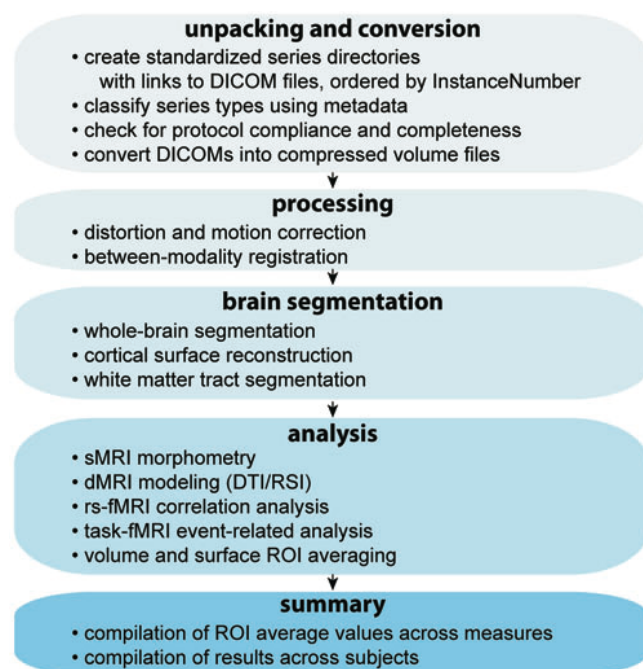 unpacking and conversion
• create standardized series directories
with links to DICOM files, ordered by InstanceNumber
• classify series types using metadata
• check for protocol compliance and completeness
• convert DICOMs into compressed volume files
processing
• distortion and motion correction
• between-modality registration
brain segmentation
• whole-brain segmentation
• cortical surface reconstruction
• white matter tract segmentation
analysis
• sMRI morphometry
• dMRI modeling (DTI/RSI)
• rs-fMRI correlation analysis
• task-fMRI event-related analysis
• volume and surface ROI averaging
summary
• compilation of ROI average values across measures
• compilation of results across subjects